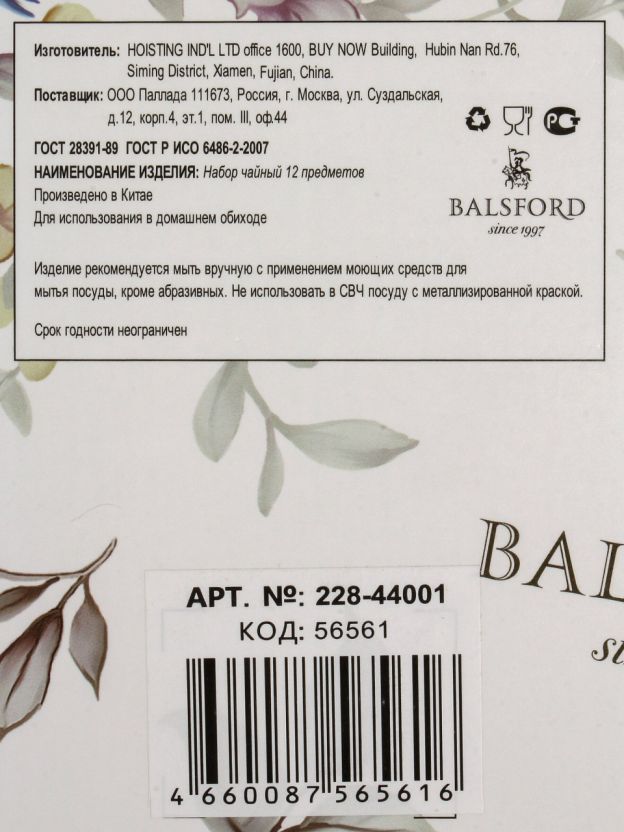 Изготовитель: HOISTING IND'L LTD office 1600, BUY NOW Building, Hubin Nan Rd.76,
Siming District, Xiamen, Fujian, China.
Поставщик: ООО Паллада 111673, Россия, г. Москва, ул. Суздальская,
д.12, корп.4, эт.1, пом. III, оф.44
ГОСТ 28391-89 ГОСТ Р ИСО 6486-2-2007
НАИМЕНОВАНИЕ ИЗДЕЛИЯ: Набор чайный 12 предметов
Произведено в Китае
Для использования в домашнем обиходе
BALSFORD
since 1997
Изделие рекомендуется мыть вручную с применением моющих средств для
мытья посуды, кроме абразивных. Не использовать в СВЧ посуду с металлизированной краской.
Срок годности неограничен
BAL
si
АРТ. №: 228-44001
КОД: 56561
4 660087 565616